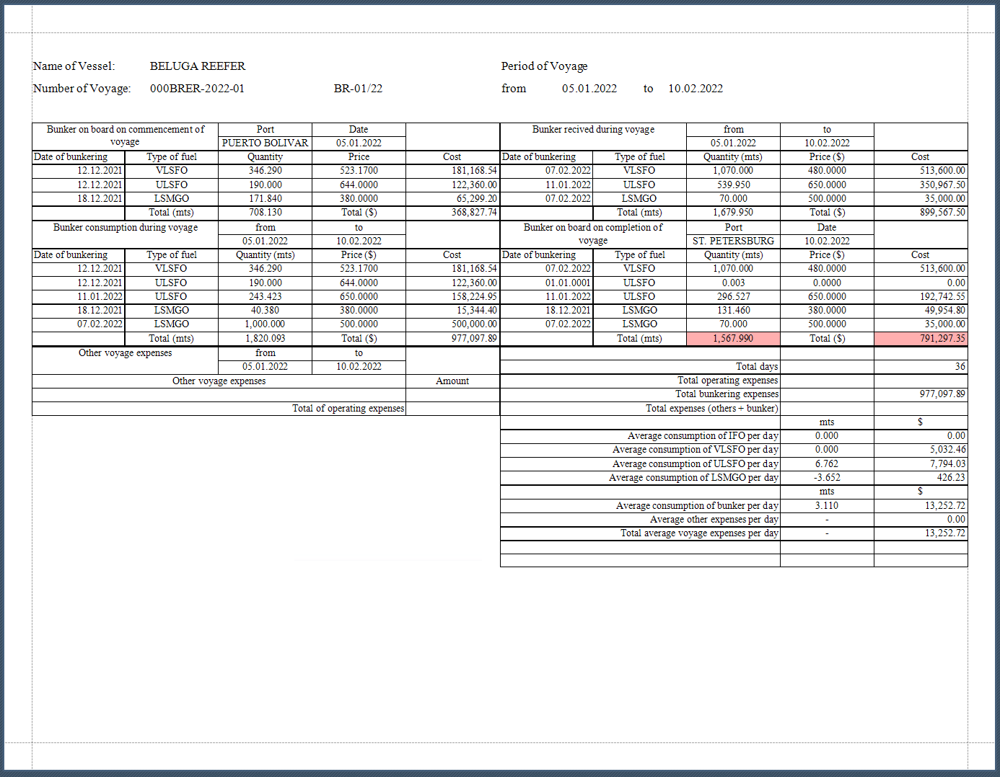 Name of Vessel: BELUGA REEFER Period of Voyage
Number of Voyage: 000BRER-2022-01 BR-01/22 from 05.01.2022 to 10.02.2022
Bunker on board on commencement of voyage Port Date
PUERTO BOLIVAR 05.01.2022
Date of bunkering Type of fuel Quantity Price Cost
12.12.2021 VLSFO 346.290 523.1700 181,168.54
12.12.2021 ULSFO 190.000 644.0000 122,360.00
18.12.2021 LSMGO 171.840 380.0000 65,299.20
Total (mts) 708.130 Total ($) 368,827.74
Bunker recived during voyage from to
05.01.2022 10.02.2022
Date of bunkering Type of fuel Quantity (mts) Price ($) Cost
07.02.2022 VLSFO 1,070.000 480.0000 513,600.00
11.01.2022 ULSFO 539.950 650.0000 350,967.50
07.02.2022 LSMGO 70.000 500.0000 35,000.00
Total (mts) 1,679.950 Total ($) 899,567.50
Bunker consumption during voyage from to
05.01.2022 10.02.2022
Date of bunkering Type of fuel Quantity (mts) Price ($) Cost
12.12.2021 VLSFO 346.290 523.1700 181,168.54
12.12.2021 ULSFO 190.000 644.0000 122,360.00
11.01.2022 ULSFO 243.423 650.0000 158,224.95
18.12.2021 LSMGO 40.380 380.0000 15,344.40
07.02.2022 LSMGO 1,000.000 500.0000 500,000.00
Total (mts) 1,820.093 Total ($) 977,097.89
Bunker on board on completion of voyage Port Date
ST. PETERSBURG 10.02.2022
Date of bunkering Type of fuel Quantity (mts) Price ($) Cost
07.02.2022 VLSFO 1,070.000 480.0000 513,600.00
01.01.0001 ULSFO 0.003 0.0000 0.00
11.01.2022 ULSFO 296.527 650.0000 192,742.55
18.12.2021 LSMGO 131.460 380.0000 49,954.80
07.02.2022 LSMGO 70.000 500.0000 35,000.00
Total (mts) 1,567.990 Total ($) 791,297.35
Other voyage expenses from to
05.01.2022 10.02.2022
Other voyage expenses Amount
Total of operating expenses
Total days 36
Total operating expenses
Total bunkering expenses 977,097.89
Total expenses (others + bunker)
mts $
Average consumption of IFO per day 0.000 0.00
Average consumption of VLSFO per day 0.000 5,032.46
Average consumption of ULSFO per day 6.762 7,794.03
Average consumption of LSMGO per day -3.652 426.23
mts $
Average consumption of bunker per day 3.110 13,252.72
Average other expenses per day - 0.00
Total average voyage expenses per day - 13,252.72